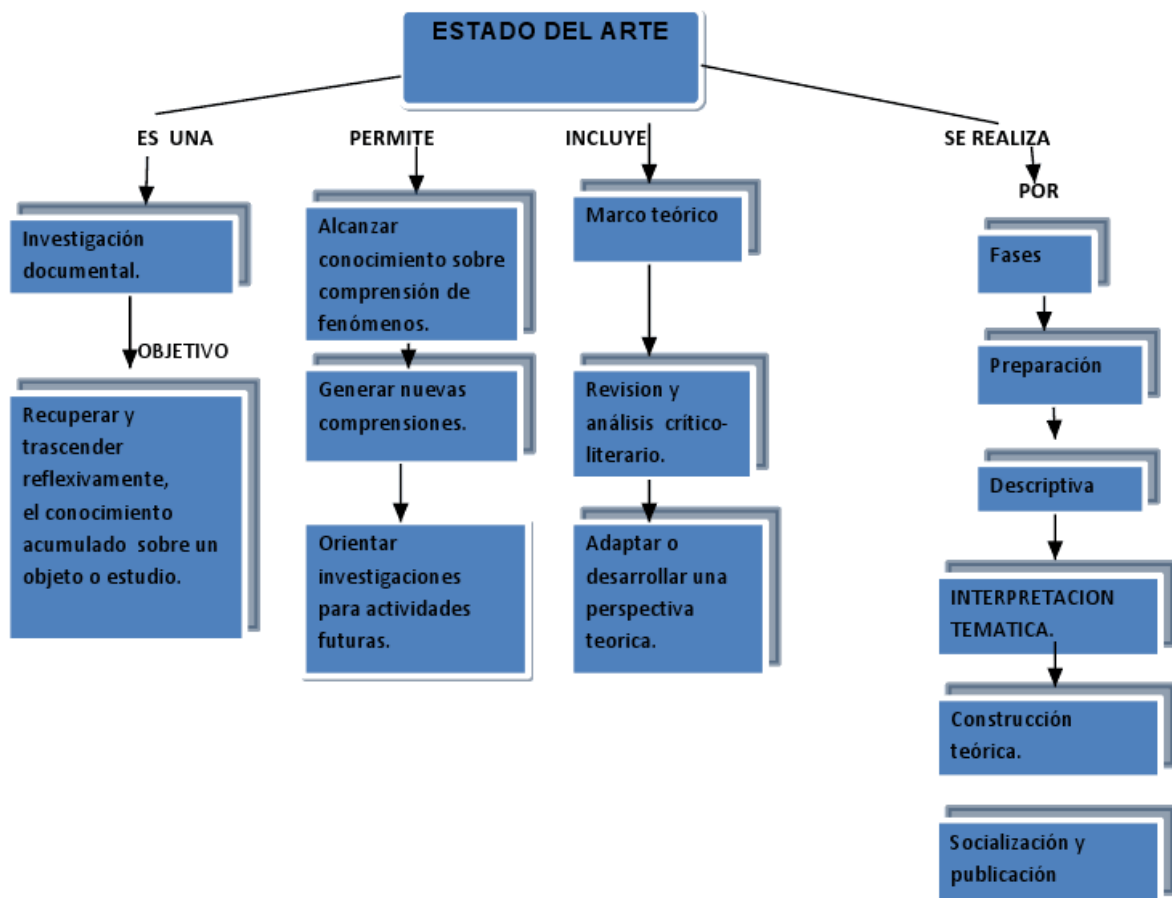 ESTADO DEL ARTE
ES UNA
Investigación
documental.
OBJETIVO
Recuperar y
trascender
reflexivamente,
el conocimiento
acumulado sobre un
objeto o estudio.
PERMITE
Alcanzar
conocimiento sobre
comprensión de
fenómenos.
Generar nuevas
comprensiones.
Orientar
investigaciones
para actividades
futuras.
INCLUYE
Marco teórico
Revision y
análisis crítico-
literario.
Adaptar o
desarrollar una
perspectiva
teorica.
SE REALIZA
POR
Fases
Preparación
Descriptiva
INTERPRETACION
TEMATICA.
Construcción
teórica.
Socialización y
publicación